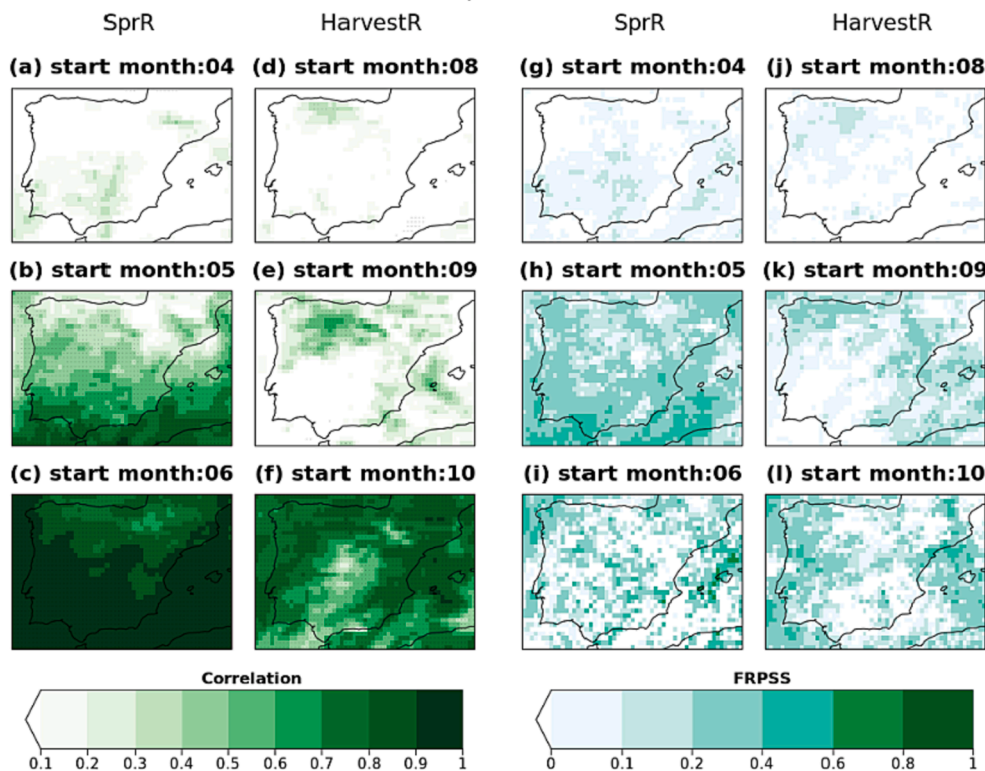 SprR HarvestR SprR HarvestR
(a) start month:04 (d) start month:08 (g) start month:04 (j) start month:08
(b) start month:05 (e) start month:09 (h) start month:05 (k) start month:09
(c) start month:06 (f) start month:10 (i) start month:06 (l) start month:10
Correlation FRPSS
0.1 0.2 0.3 0.4 0.5 0.6 0.7 0.8 0.9 1 0 0.1 0.2 0.4 0.6 0.8 1